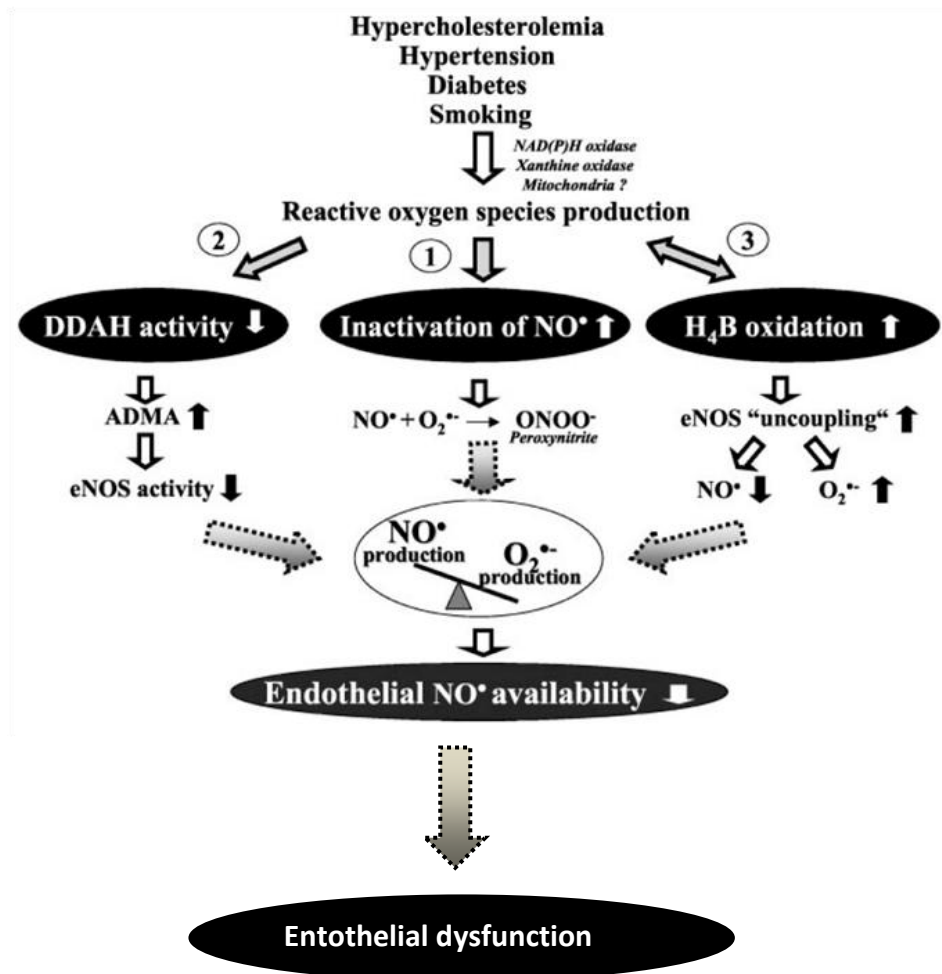 Hypercholesterolemia
Hypertension
Diabetes
Smoking
NAD(P)H oxidase
Xanthine oxidase
Mitochondria ?
Reactive oxygen species production
2
1
3
DDAH activity
Inactivation of NO•
H₄B oxidation
ADMA
NO• + O₂•- → ONOO-
Peroxynitrite
eNOS “uncoupling“
eNOS activity
NO•
O₂•-
NO•
production
O₂•-
production
Endothelial NO• availability
Entothelial dysfunction